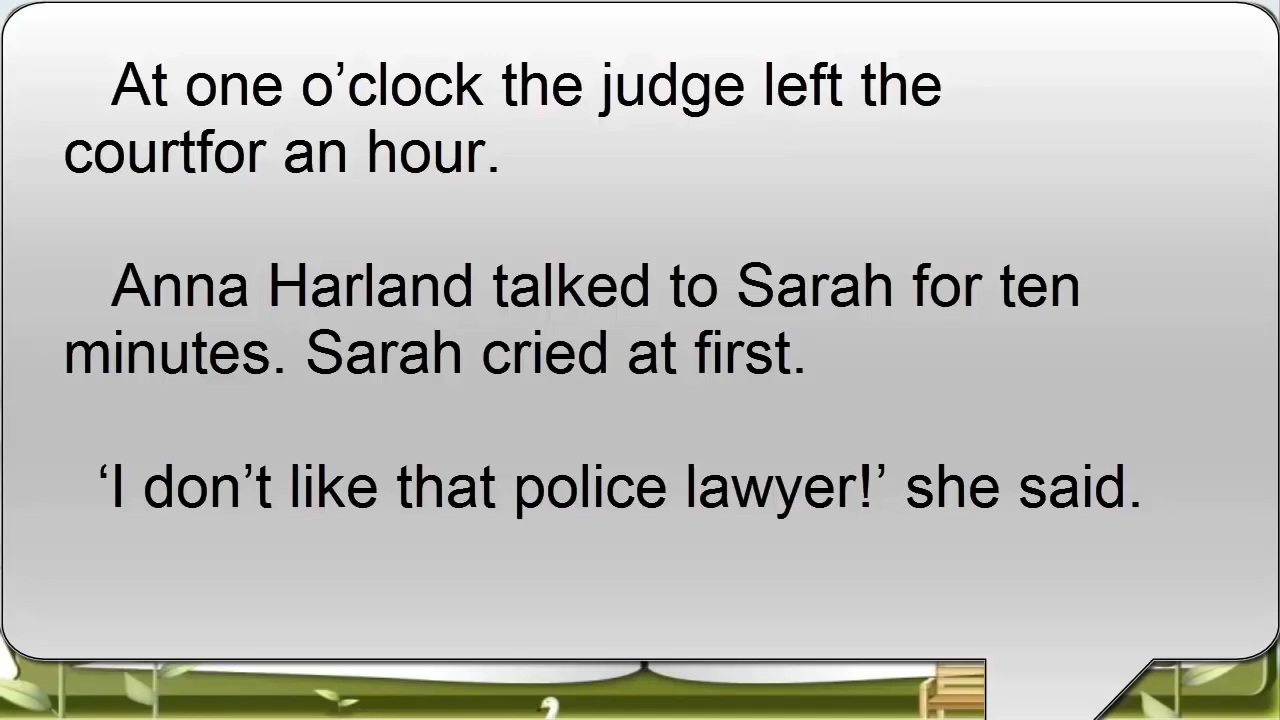 At one o’clock the judge left the
courtfor an hour.
Anna Harland talked to Sarah for ten
minutes. Sarah cried at first.
‘I don’t like that police lawyer!’ she said.